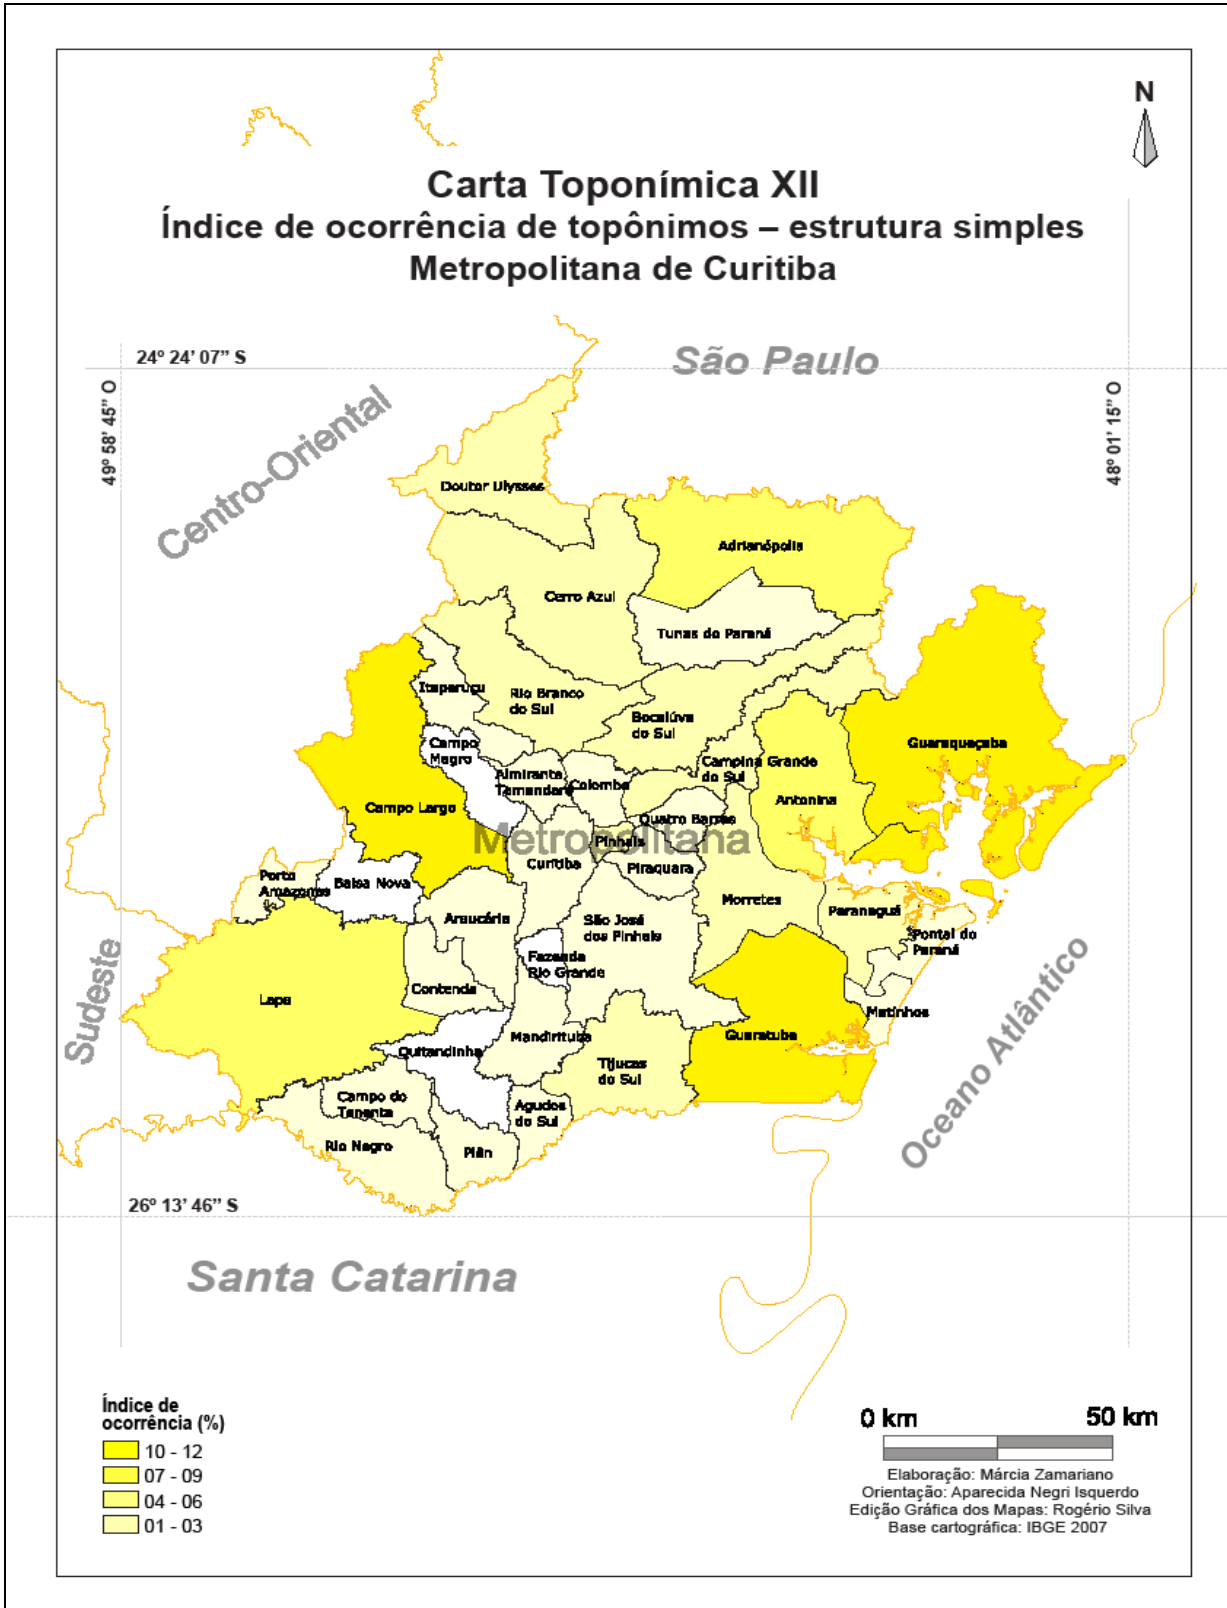 N
Carta Toponímica XII
Índice de ocorrência de topônimos – estrutura simples
Metropolitana de Curitiba
São Paulo
24º 24' 07” S
49º 58' 45” O
48º 01' 15” O
Centro-Oriental
Doutor Ulysses
Adrianópolis
Cerro Azul
Tunas do Paraná
Itaperuçu
Rio Branco
do Sul
Bocaiúva
do Sul
Guaraqueçaba
Campo
Magro
Campina Grande
do Sul
Almirante
Tamandaré
Colombo
Antonina
Campo Largo
Quatro Barras
Metropolitana
Pinhais
Curitiba
Piraquara
Porto
Amazonas
Balsa Nova
Morretes
Araucária
São José
dos Pinhais
Paranaguá
Pontal do
Paraná
Fazenda
Rio Grande
Contenda
Lapa
Matinhos
Sudeste
Mandirituba
Guaratuba
Quitandinha
Tijucas
do Sul
Oceano Atlântico
Campo do
Tenente
Agudos
do Sul
Rio Negro
Piên
26º 13' 46” S
Santa Catarina
Índice de
ocorrência (%)
10 - 12
07 - 09
04 - 06
01 - 03
0 km 50 km
Elaboração: Márcia Zamariano
Orientação: Aparecida Negri Isquerdo
Edição Gráfica dos Mapas: Rogério Silva
Base cartográfica: IBGE 2007